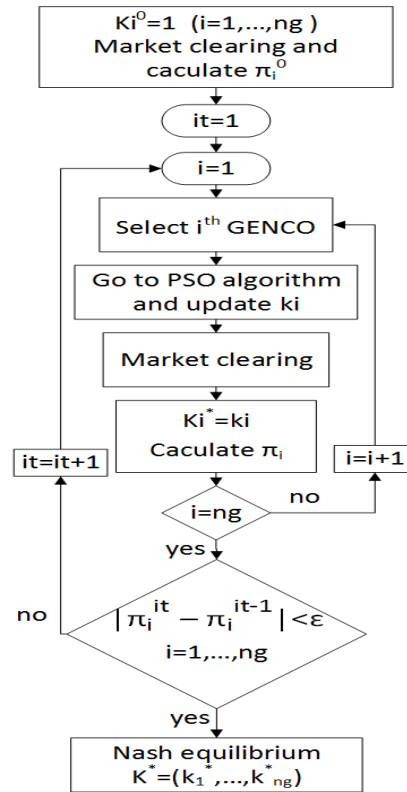 Ki⁰=1 (i=1,...,ng )
Market clearing and
caculate πᵢ⁰
it=1
i=1
Select iᵗʰ GENCO
Go to PSO algorithm
and update ki
Market clearing
Ki*=ki
Caculate πᵢ
it=it+1
i=i+1
i=ng
no
yes
no
|πᵢⁱᵗ − πᵢⁱᵗ⁻¹| <ε
i=1,...,ng
yes
Nash equilibrium
K*=(k₁*,...,k*ng)